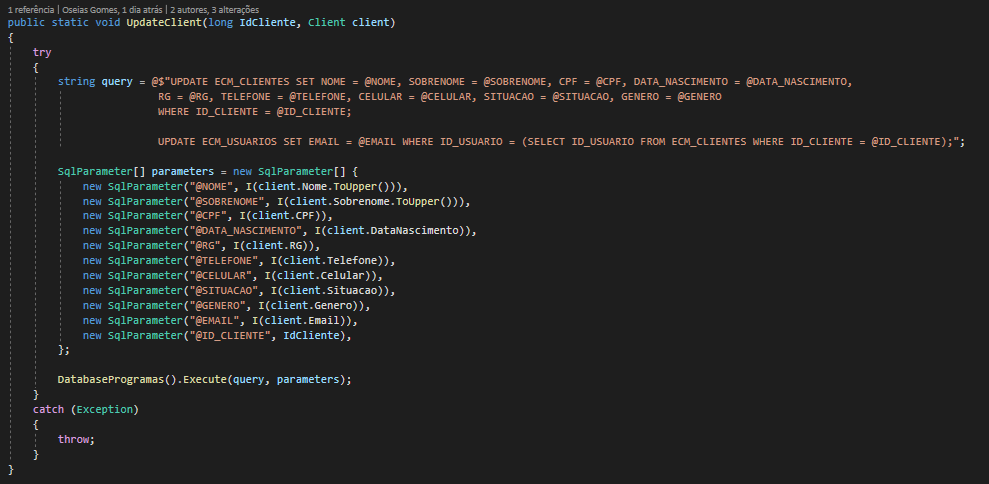 1 referência | Oseias Gomes, 1 dia atrás | 2 autores, 3 alterações
public static void UpdateClient(long IdCliente, Client client)
{
    try
    {
        string query = @$"UPDATE ECM_CLIENTES SET NOME = @NOME, SOBRENOME = @SOBRENOME, CPF = @CPF, DATA_NASCIMENTO = @DATA_NASCIMENTO,
                        RG = @RG, TELEFONE = @TELEFONE, CELULAR = @CELULAR, SITUACAO = @SITUACAO, GENERO = @GENERO
                        WHERE ID_CLIENTE = @ID_CLIENTE;

                        UPDATE ECM_USUARIOS SET EMAIL = @EMAIL WHERE ID_USUARIO = (SELECT ID_USUARIO FROM ECM_CLIENTES WHERE ID_CLIENTE = @ID_CLIENTE);";

        SqlParameter[] parameters = new SqlParameter[] {
            new SqlParameter("@NOME", I(client.Nome.ToUpper())),
            new SqlParameter("@SOBRENOME", I(client.Sobrenome.ToUpper())),
            new SqlParameter("@CPF", I(client.CPF)),
            new SqlParameter("@DATA_NASCIMENTO", I(client.DataNascimento)),
            new SqlParameter("@RG", I(client.RG)),
            new SqlParameter("@TELEFONE", I(client.Telefone)),
            new SqlParameter("@CELULAR", I(client.Celular)),
            new SqlParameter("@SITUACAO", I(client.Situacao)),
            new SqlParameter("@GENERO", I(client.Genero)),
            new SqlParameter("@EMAIL", I(client.Email)),
            new SqlParameter("@ID_CLIENTE", IdCliente),
        };

        DatabaseProgramas().Execute(query, parameters);
    }
    catch (Exception)
    {
        throw;
    }
}